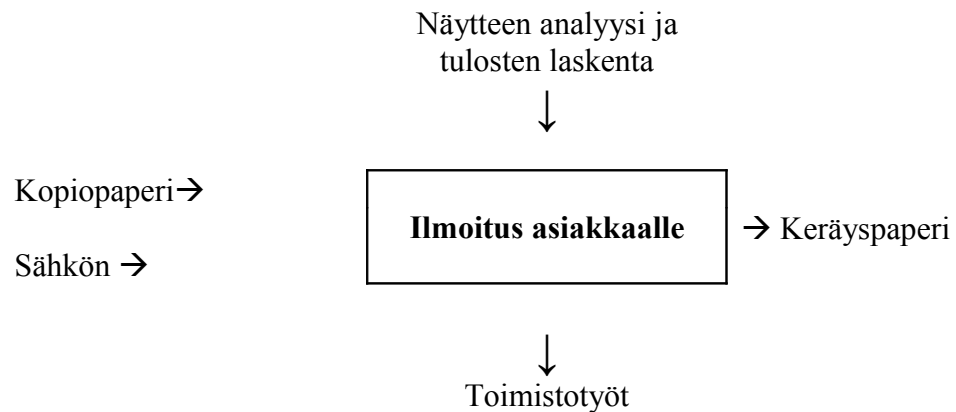 Näytteen analyysi ja
tulosten laskenta
↓
Kopiopaperi→
Ilmoitus asiakkaalle
→ Keräyspaperi
Sähkön →
↓
Toimistotyöt